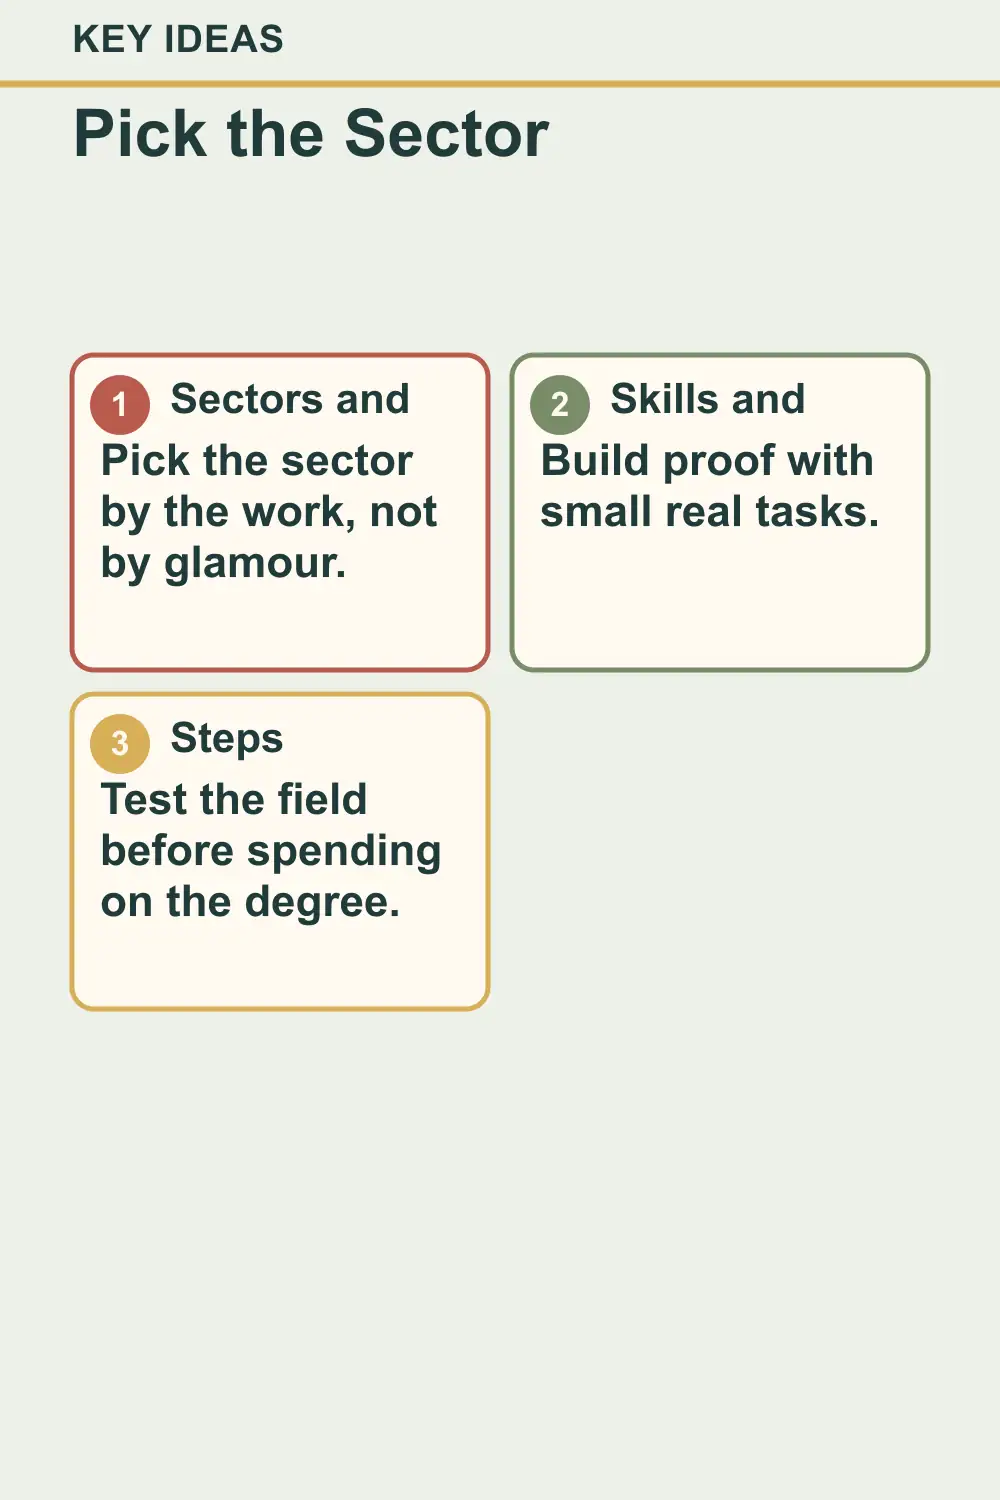 KEY IDEAS
Pick the Sector
1 Sectors and
Pick the sector
by the work, not
by glamour.
2 Skills and
Build proof with
small real tasks.
3 Steps
Test the field
before spending
on the degree.